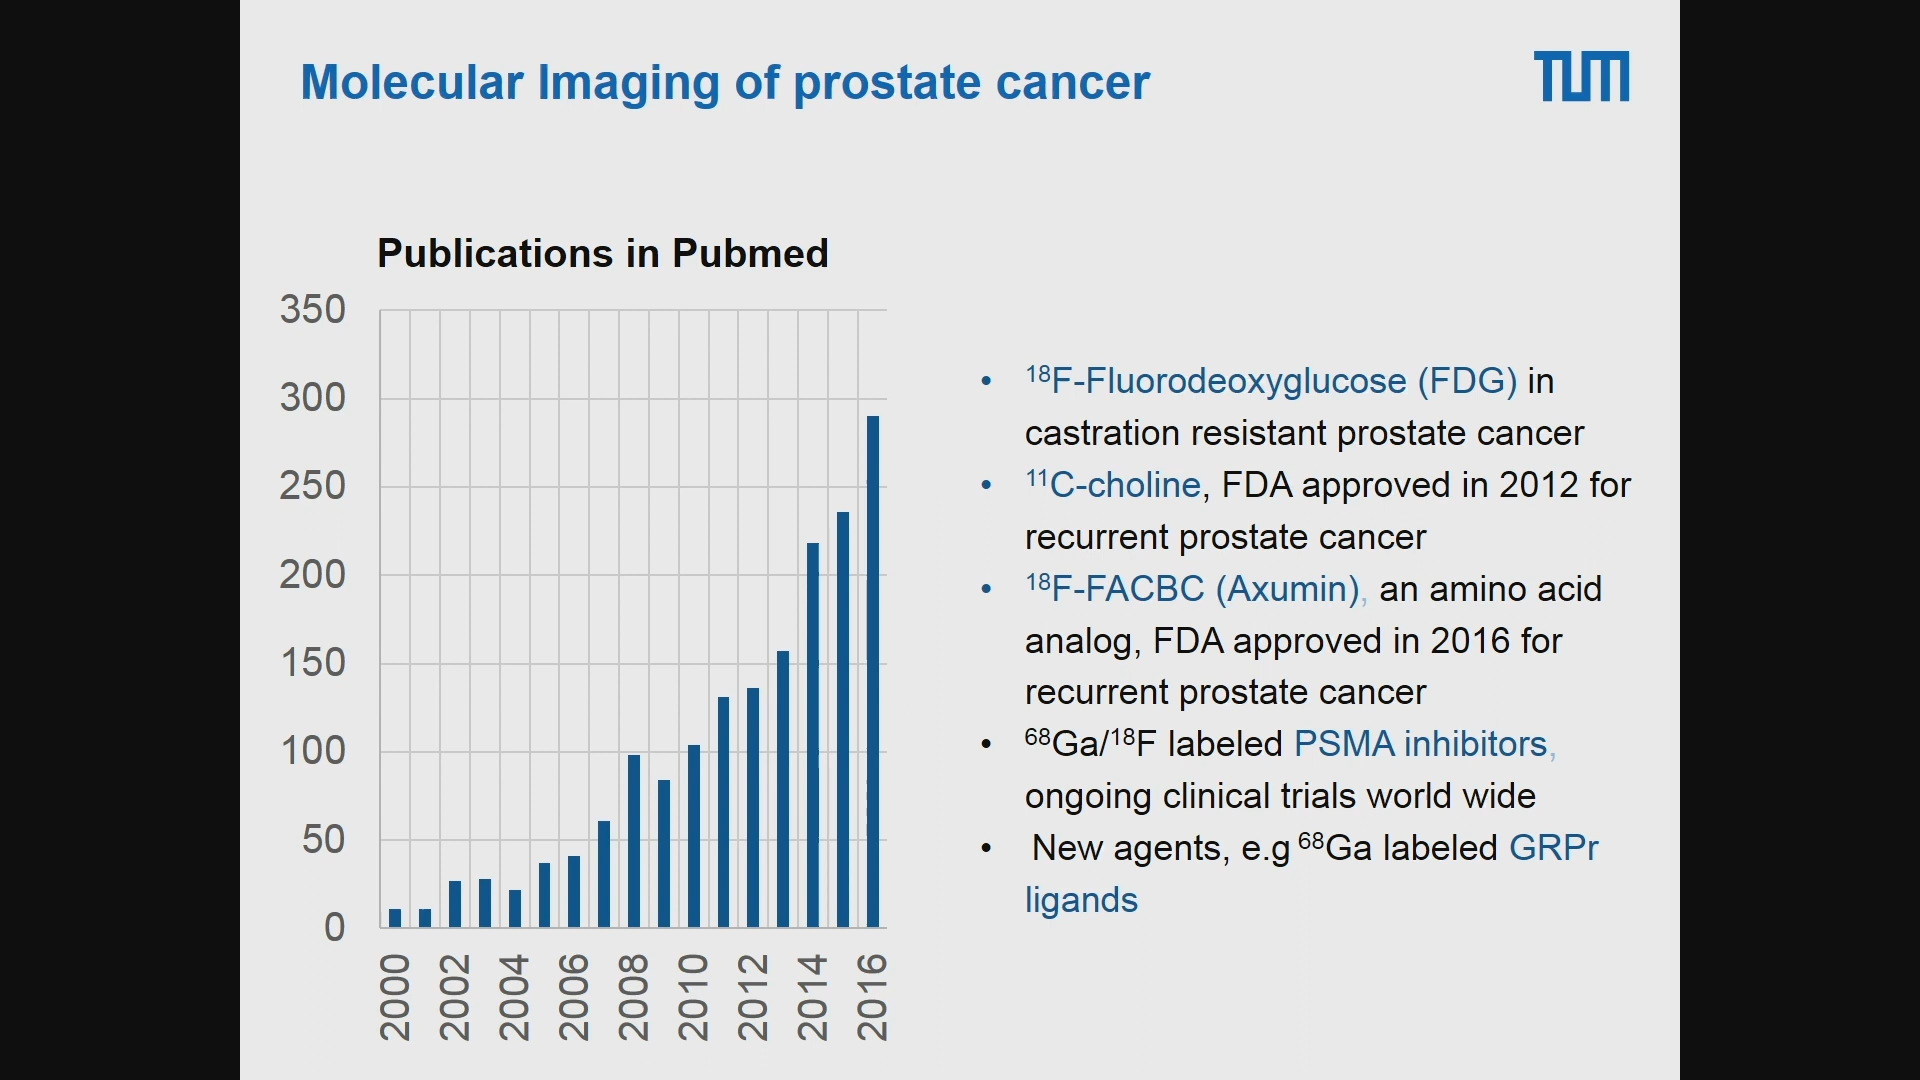 Molecular Imaging of prostate cancer
TUM
Publications in Pubmed
350
300
250
200
150
100
50
0
2000
2002
2004
2006
2008
2010
2012
2014
2016
• ¹⁸F-Fluorodeoxyglucose (FDG) in
castration resistant prostate cancer
• ¹¹C-choline, FDA approved in 2012 for
recurrent prostate cancer
• ¹⁸F-FACBC (Axumin), an amino acid
analog, FDA approved in 2016 for
recurrent prostate cancer
• ⁶⁸Ga/¹⁸F labeled PSMA inhibitors,
ongoing clinical trials world wide
• New agents, e.g ⁶⁸Ga labeled GRPr
ligands